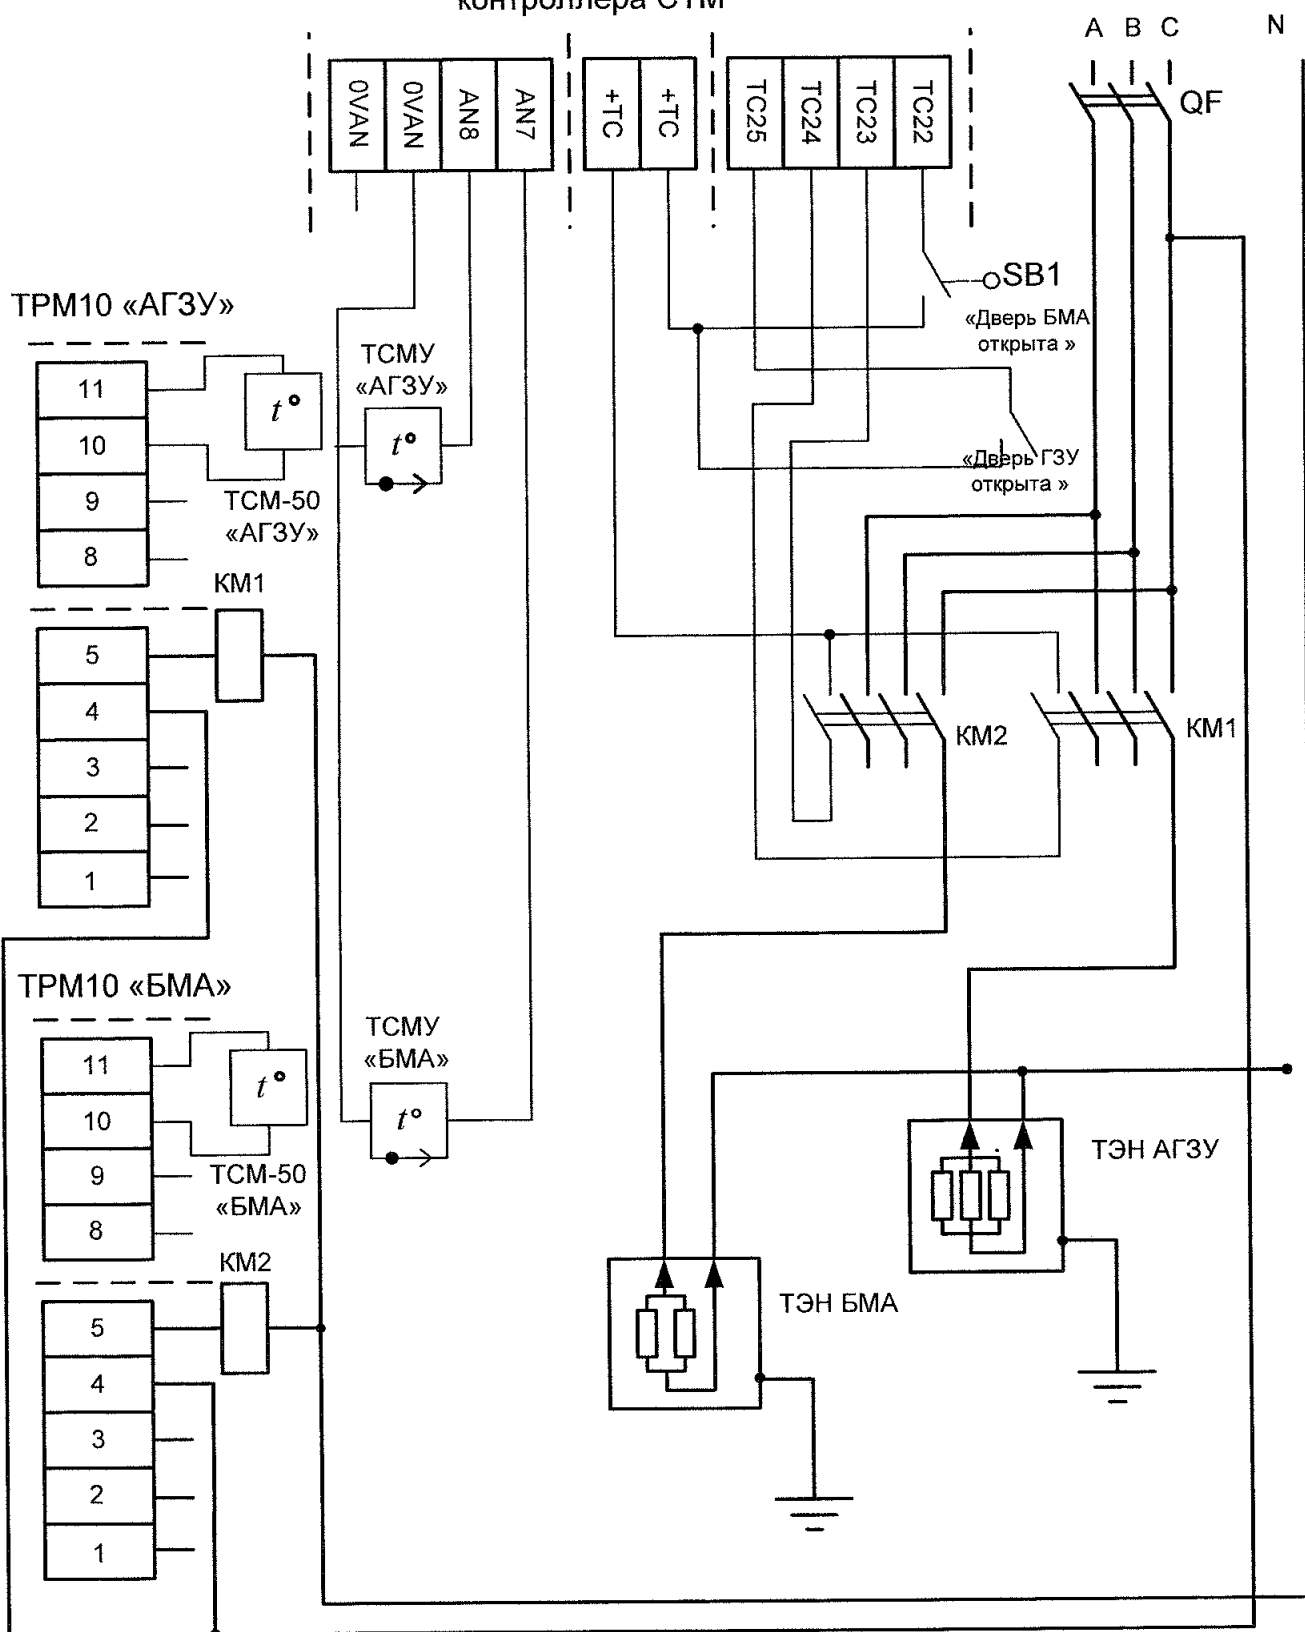 контроллера СТМ
A B C N
0VAN
0VAN
AN8
AN7
+TC
+TC
TC25
TC24
TC23
TC22
QF
SB1
«Дверь БМА
открыта »
ТРМ10 «АГЗУ»
11
10
9
8
t°
ТСМ-50
«АГЗУ»
ТСМУ
«АГЗУ»
t°
«Дверь ГЗУ
открыта »
КМ1
5
4
3
2
1
КМ2
КМ1
ТРМ10 «БМА»
11
10
9
8
t°
ТСМ-50
«БМА»
ТСМУ
«БМА»
t°
ТЭН АГЗУ
КМ2
5
4
3
2
1
ТЭН БМА